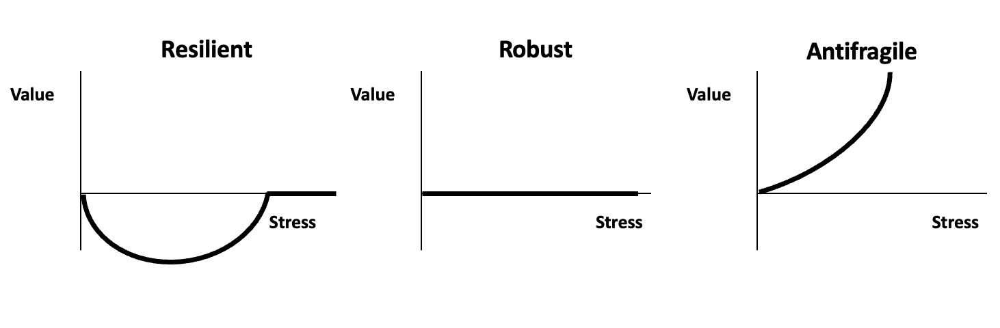 Resilient
Value
Stress
Robust
Value
Stress
Antifragile
Value
Stress